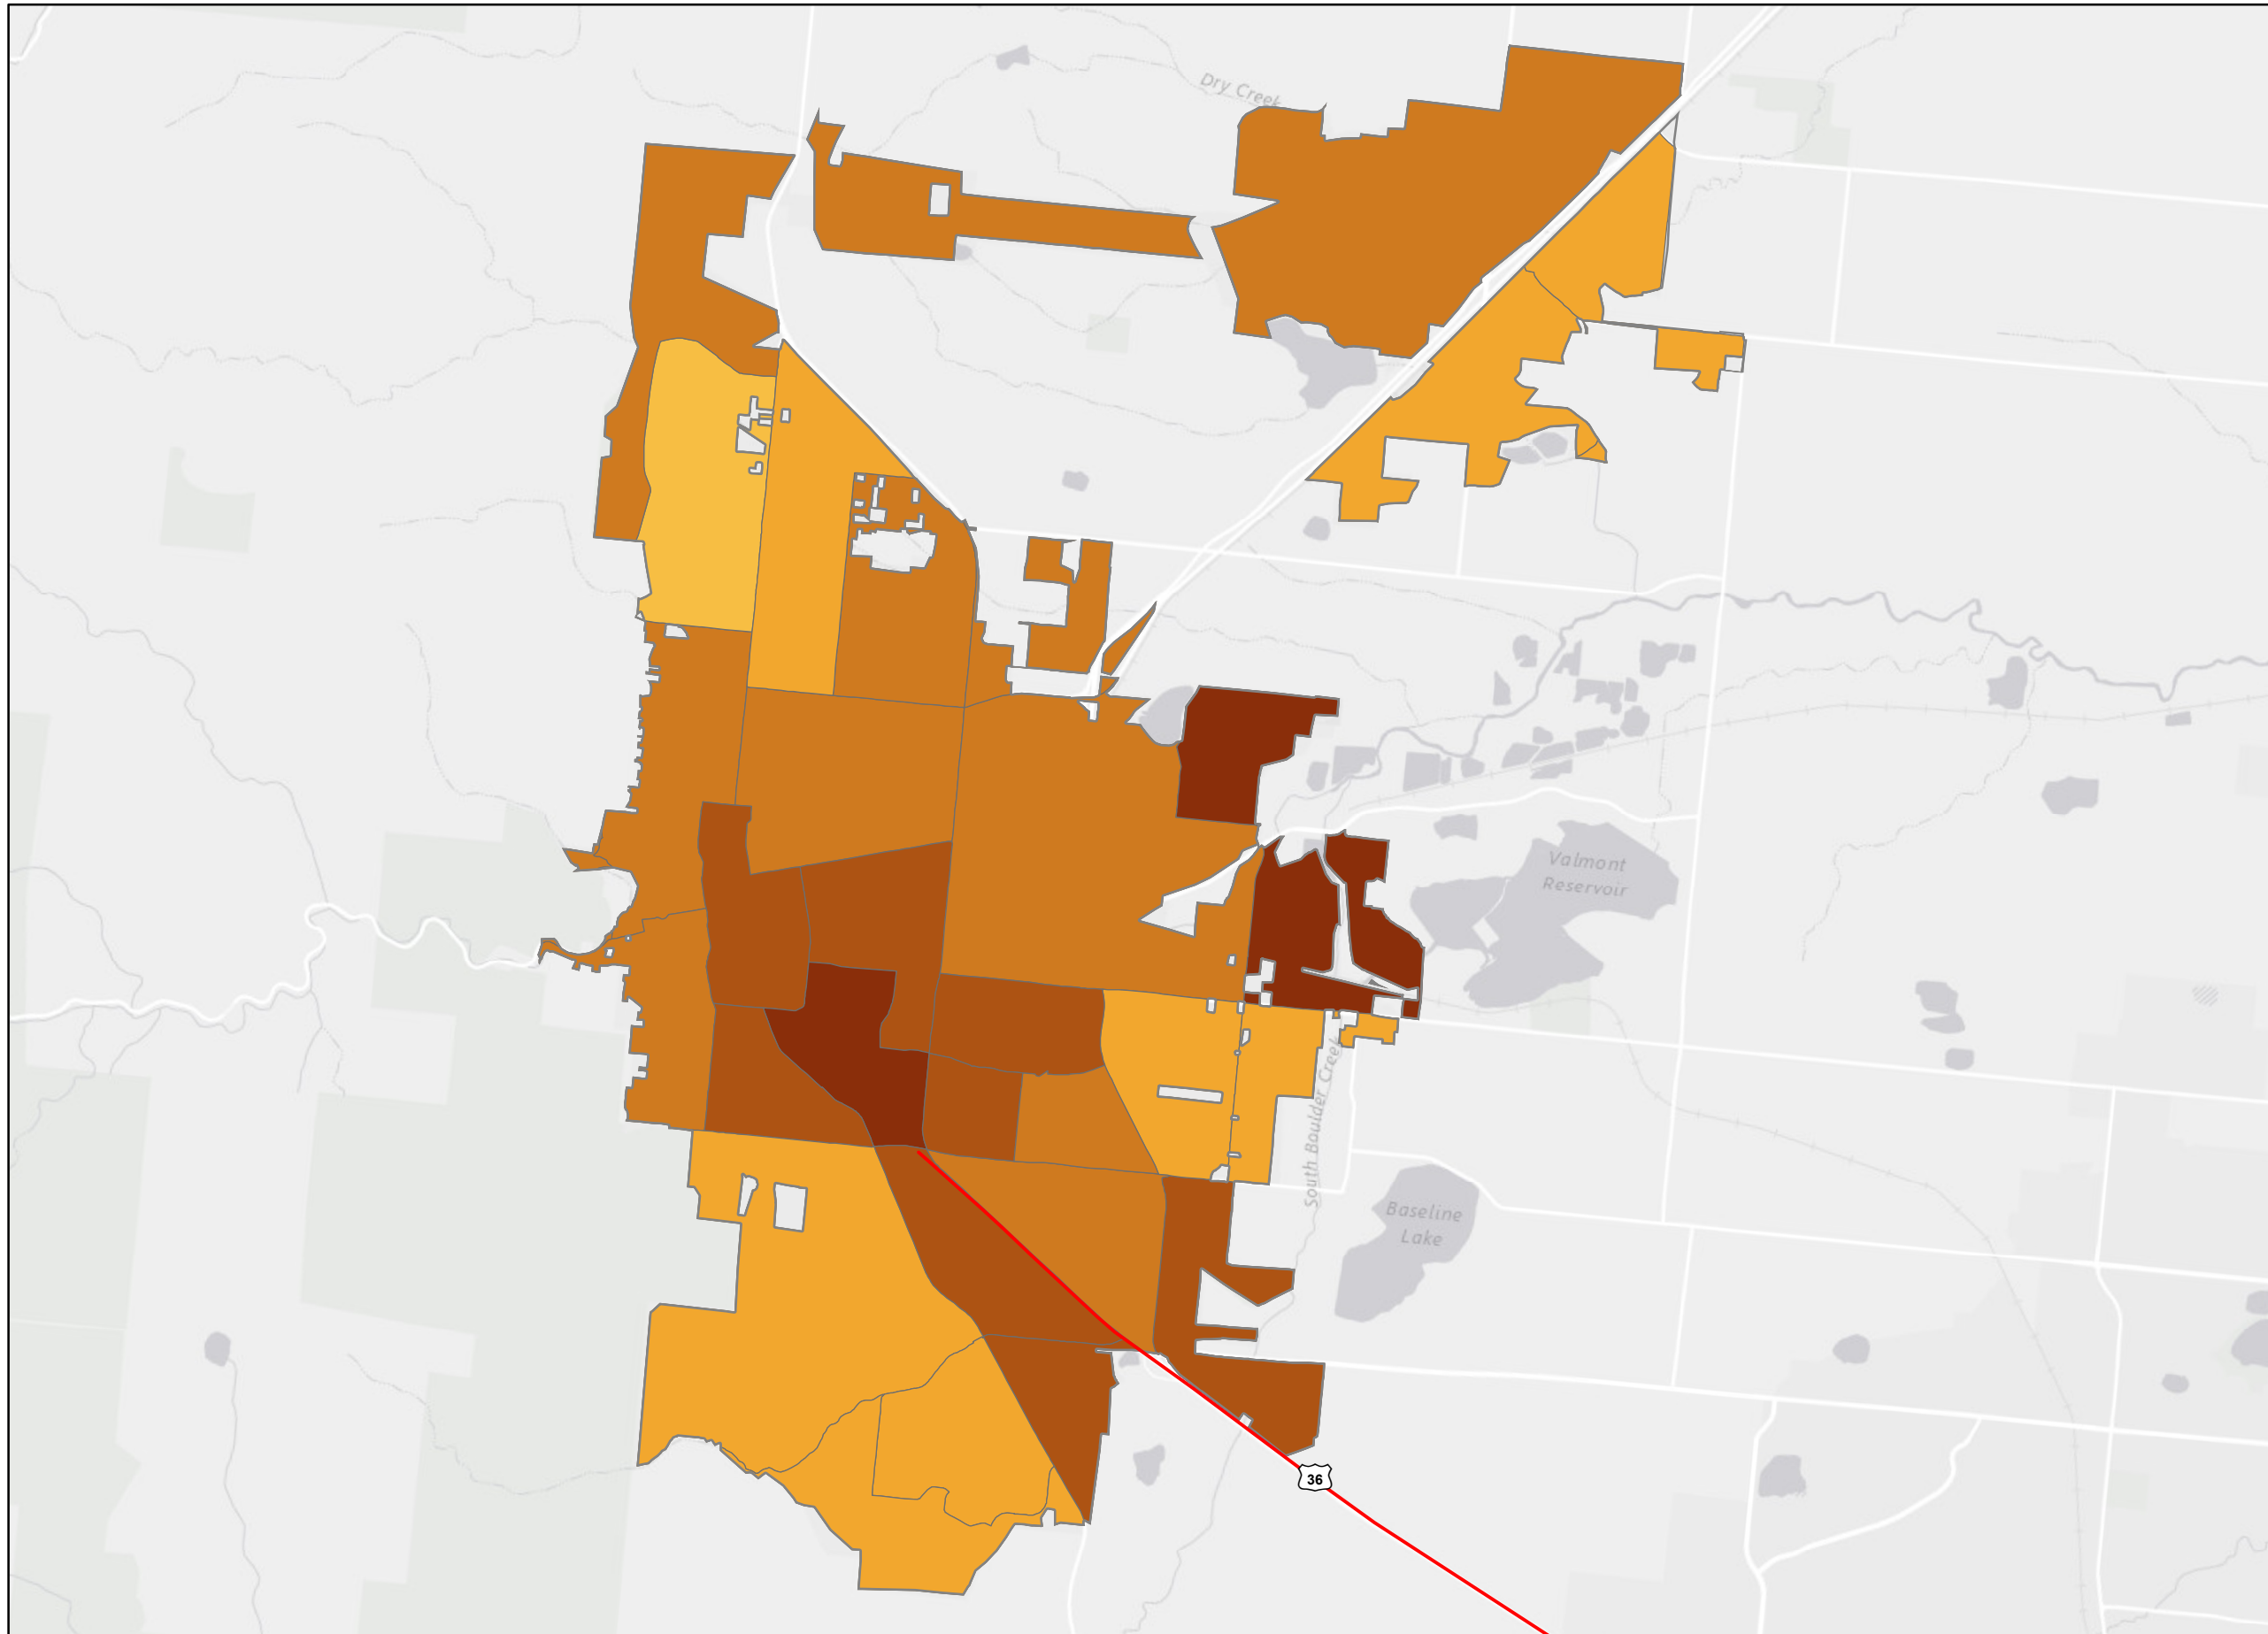 Dry Creek
Valmont
Reservoir
South Boulder Creek
Baseline
Lake
36